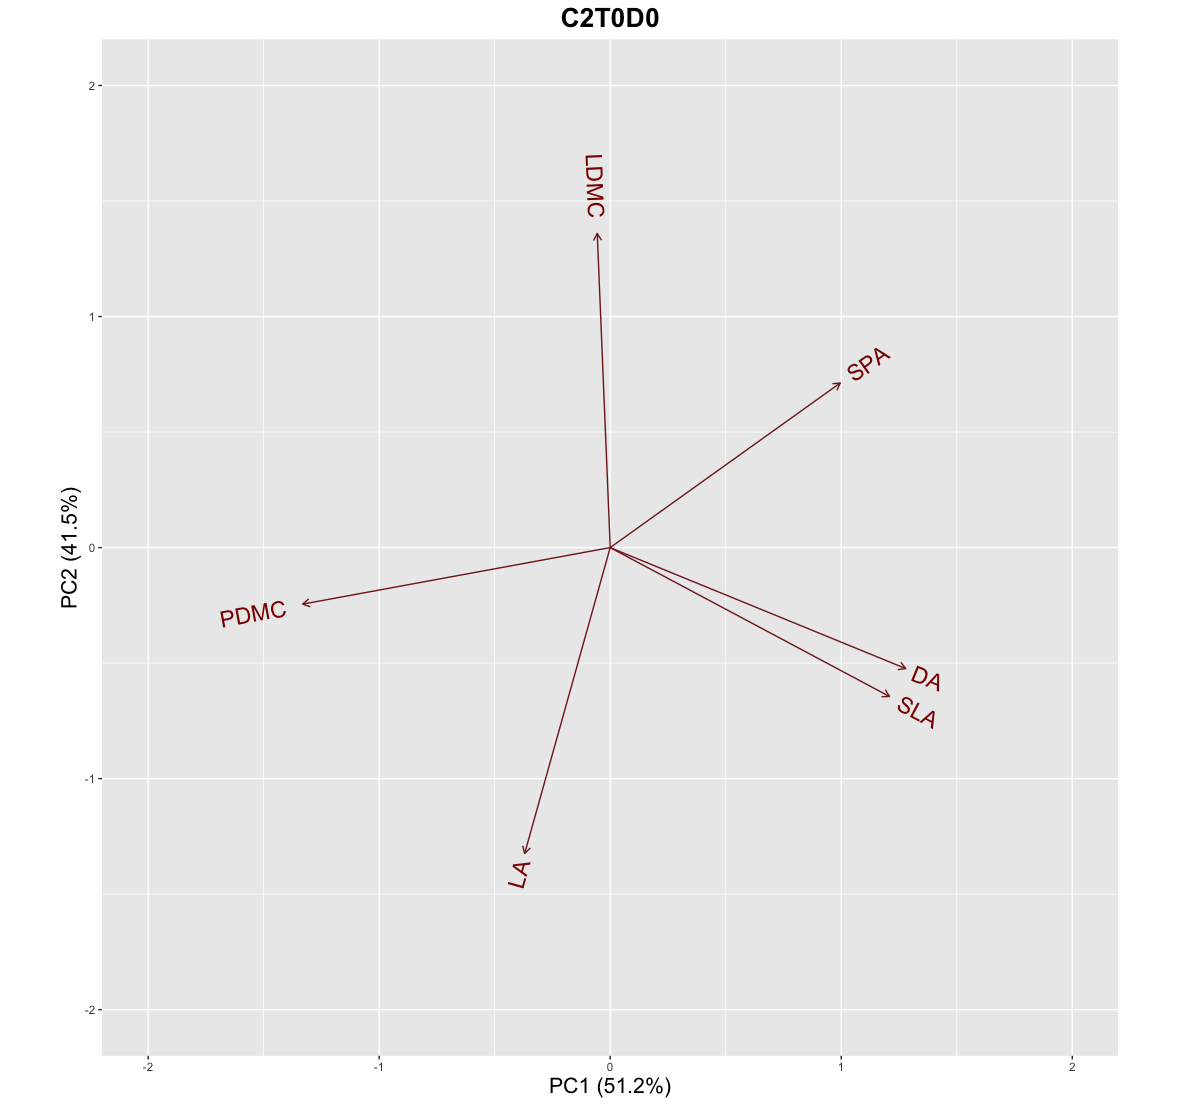 C2T0D0
2
LDMC
1
SPA
PC2 (41.5%)
0
PDMC
DA
SLA
-1
LA
-2
-2
-1
0
1
2
PC1 (51.2%)